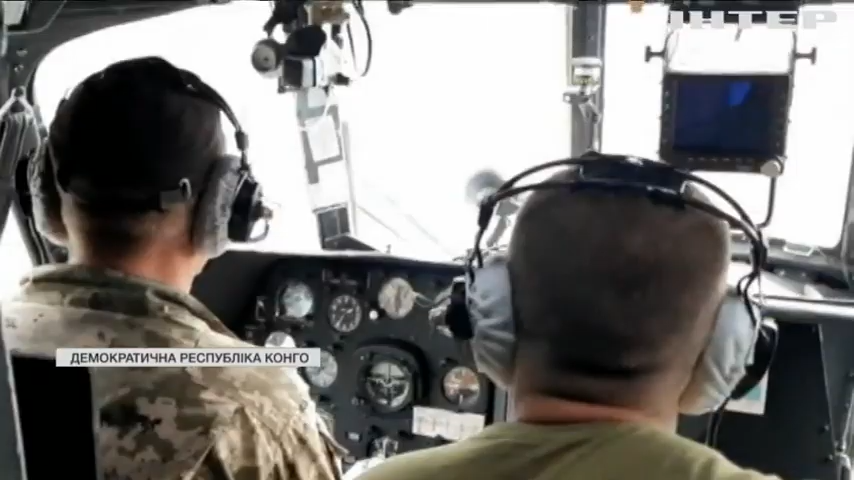 ІНТЕР
ДЕМОКРАТИЧНА РЕСПУБЛІКА КОНГО